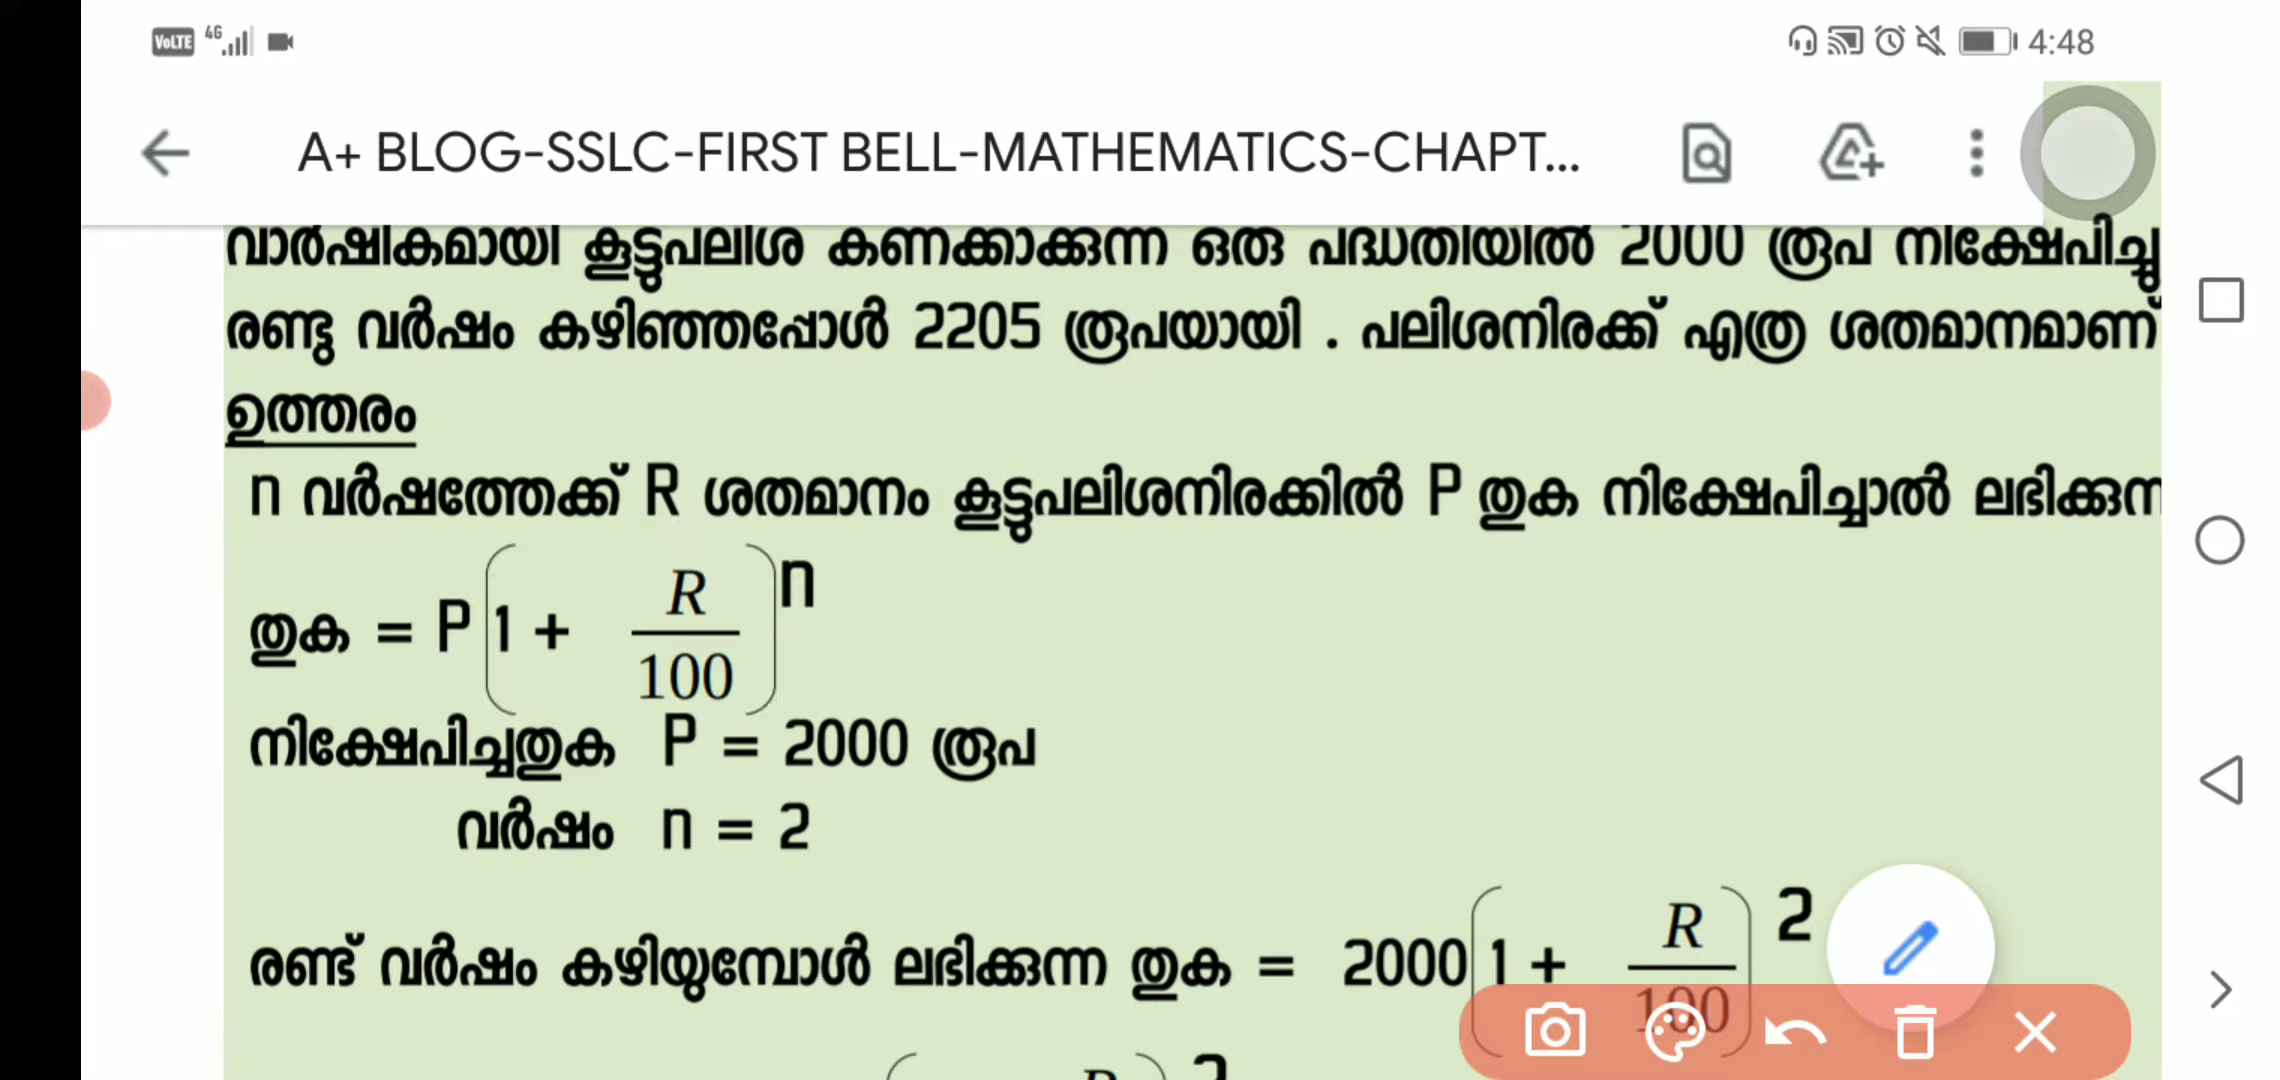 VoLTE 4G 4:48
A+ BLOG-SSLC-FIRST BELL-MATHEMATICS-CHAPT...
വാർഷികമായി കൂട്ടുപലിശ കണക്കാക്കുന്ന ഒരു പദ്ധതിയിൽ 2000 രൂപ നിക്ഷേപിച്ചു
രണ്ടു വർഷം കഴിഞ്ഞപ്പോൾ 2205 രൂപയായി . പലിശനിരക്ക് എത്ര ശതമാനമാണ്
ഉത്തരം
n വർഷത്തേക്ക് R ശതമാനം കൂട്ടുപലിശനിരക്കിൽ P തുക നിക്ഷേപിച്ചാൽ ലഭിക്കുന്ന
തുക = P(1 + R/100)^n
നിക്ഷേപിച്ചതുക P = 2000 രൂപ
വർഷം n = 2
രണ്ട് വർഷം കഴിയുമ്പോൾ ലഭിക്കുന്ന തുക = 2000(1 + R/100)^2